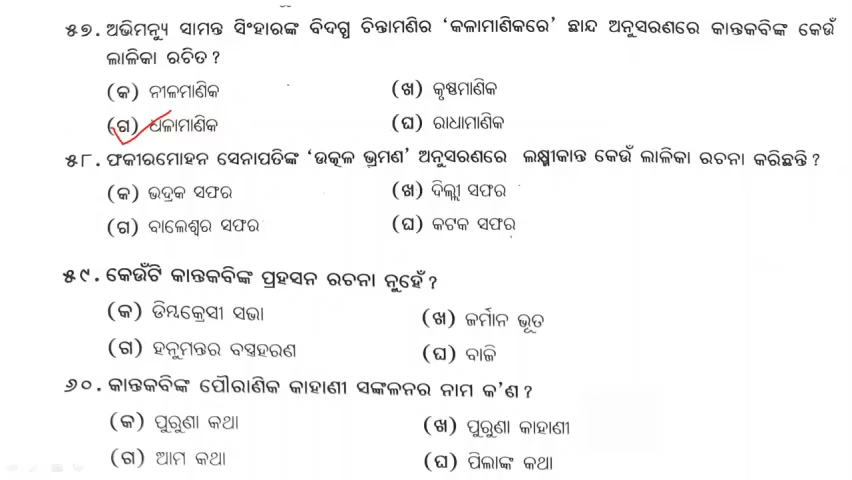 ୫୭. ଅଭିମନ୍ୟୁ ସାମନ୍ତ ସିଂହାରଙ୍କ ବିଦଗ୍ଧ ଚିନ୍ତାମଣିର ‘କଳାମାଣିକରେ’ ଛାନ୍ଦ ଅନୁସରଣରେ କାନ୍ତକବିଙ୍କ କେଉଁ
ଲାଳିକା ରଚିତ ?
(କ) ନୀଳମାଣିକ (ଖ) କୃଷ୍ଣମାଣିକ
(ଗ) ଧଳାମାଣିକ (ଘ) ରାଧାମାଣିକ
୫୮. ଫକୀରମୋହନ ସେନାପତିଙ୍କ ‘ଉତ୍କଳ ଭ୍ରମଣ’ ଅନୁସରଣରେ ଲକ୍ଷ୍ମୀକାନ୍ତ କେଉଁ ଲାଳିକା ରଚନା କରିଛନ୍ତି ?
(କ) ଭଦ୍ରକ ସଫର (ଖ) ଦିଲ୍ଲୀ ସଫର
(ଗ) ବାଲେଶ୍ୱର ସଫର (ଘ) କଟକ ସଫର
୫୯. କେଉଁଟି କାନ୍ତକବିଙ୍କ ପ୍ରହସନ ରଚନା ନୁହେଁ ?
(କ) ଡିମ୍ଭକ୍ରେସୀ ସଭା (ଖ) ଜର୍ମାନ ଭୂତ
(ଗ) ହନୁମନ୍ତର ବସ୍ତ୍ରହରଣ (ଘ) ବାଜି
୬୦. କାନ୍ତକବିଙ୍କ ପୌରାଣିକ କାହାଣୀ ସଙ୍କଳନର ନାମ କ’ଣ ?
(କ) ପୁରୁଣା କଥା (ଖ) ପୁରୁଣା କାହାଣୀ
(ଗ) ଆମ କଥା (ଘ) ପିଲାଙ୍କ କଥା